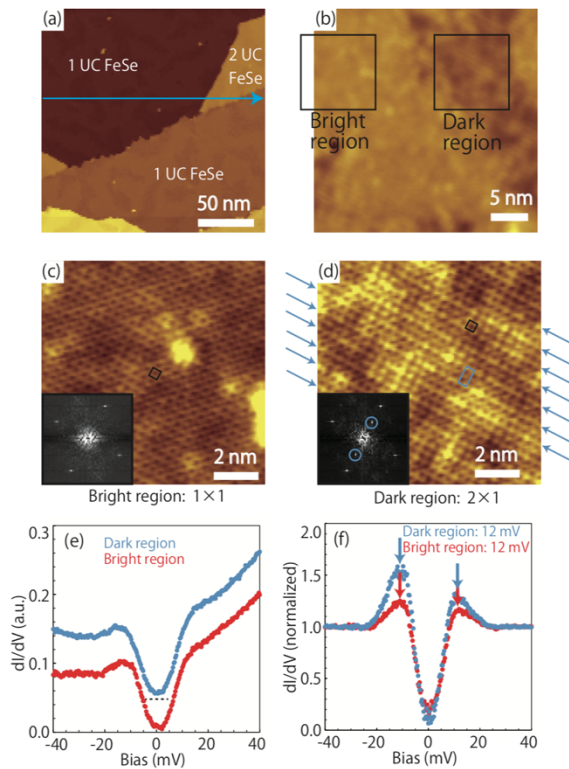 (a)
1 UC FeSe
2 UC
FeSe
1 UC FeSe
50 nm
(b)
Bright
region
Dark
region
5 nm
(c)
2 nm
Bright region: 1×1
(d)
2 nm
Dark region: 2×1
(e)
Dark region
Bright region
dI/dV (a.u.)
0.3
0.2
0.1
0.0
-40 -20 0 20 40
Bias (mV)
(f)
Dark region: 12 mV
Bright region: 12 mV
dI/dV (normalized)
2.0
1.5
1.0
0.5
0.0
-40 -20 0 20 40
Bias (mV)